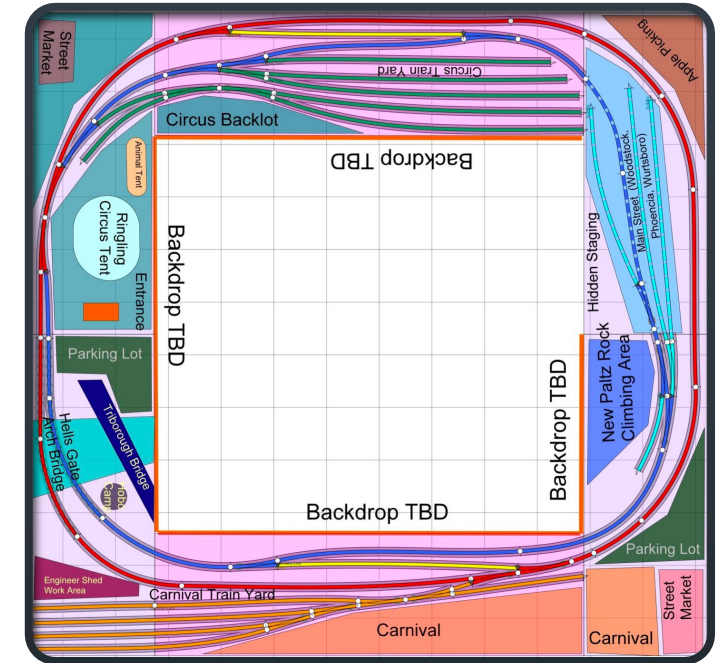 Street
Market
Apple Picking
Circus Train Yard
Circus Backlot
Backdrop TBD
Animal Tent
Ringling
Circus Tent
Entrance
Backdrop TBD
Hidden Staging
Main Street (Woodstock,
Phoencia, Wurtsboro)
Parking Lot
New Paltz Rock
Climbing Area
Triborough Bridge
Hells Gate
Arch Bridge
Hobo
Camp
Backdrop TBD
Backdrop TBD
Parking Lot
Engineer Shed
Work Area
Carnival Train Yard
Carnival
Carnival
Street
Market